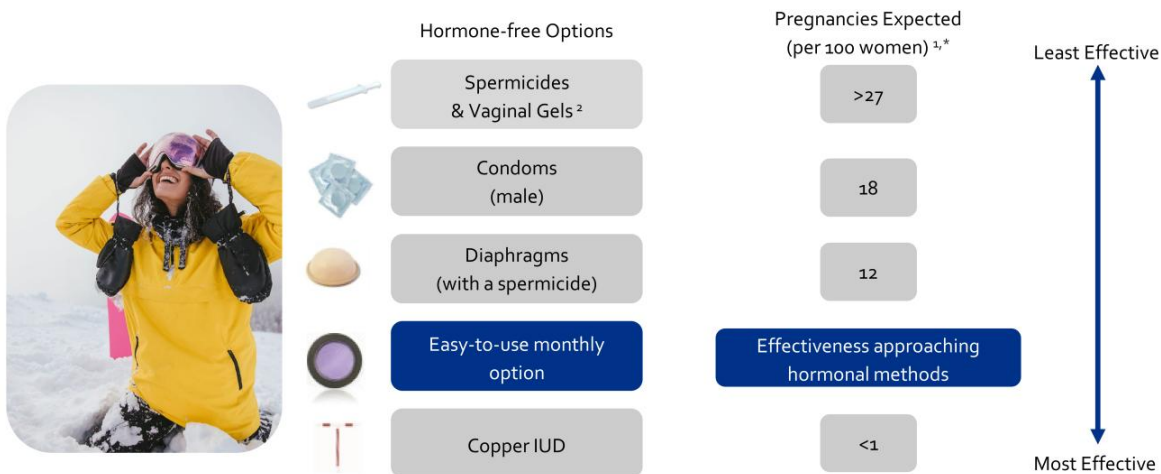 Hormone-free Options
Pregnancies Expected
(per 100 women) ¹,*
Least Effective
Spermicides
& Vaginal Gels ²
>27
Condoms
(male)
18
Diaphragms
(with a spermicide)
12
Easy-to-use monthly
option
Effectiveness approaching
hormonal methods
Copper IUD
<1
Most Effective